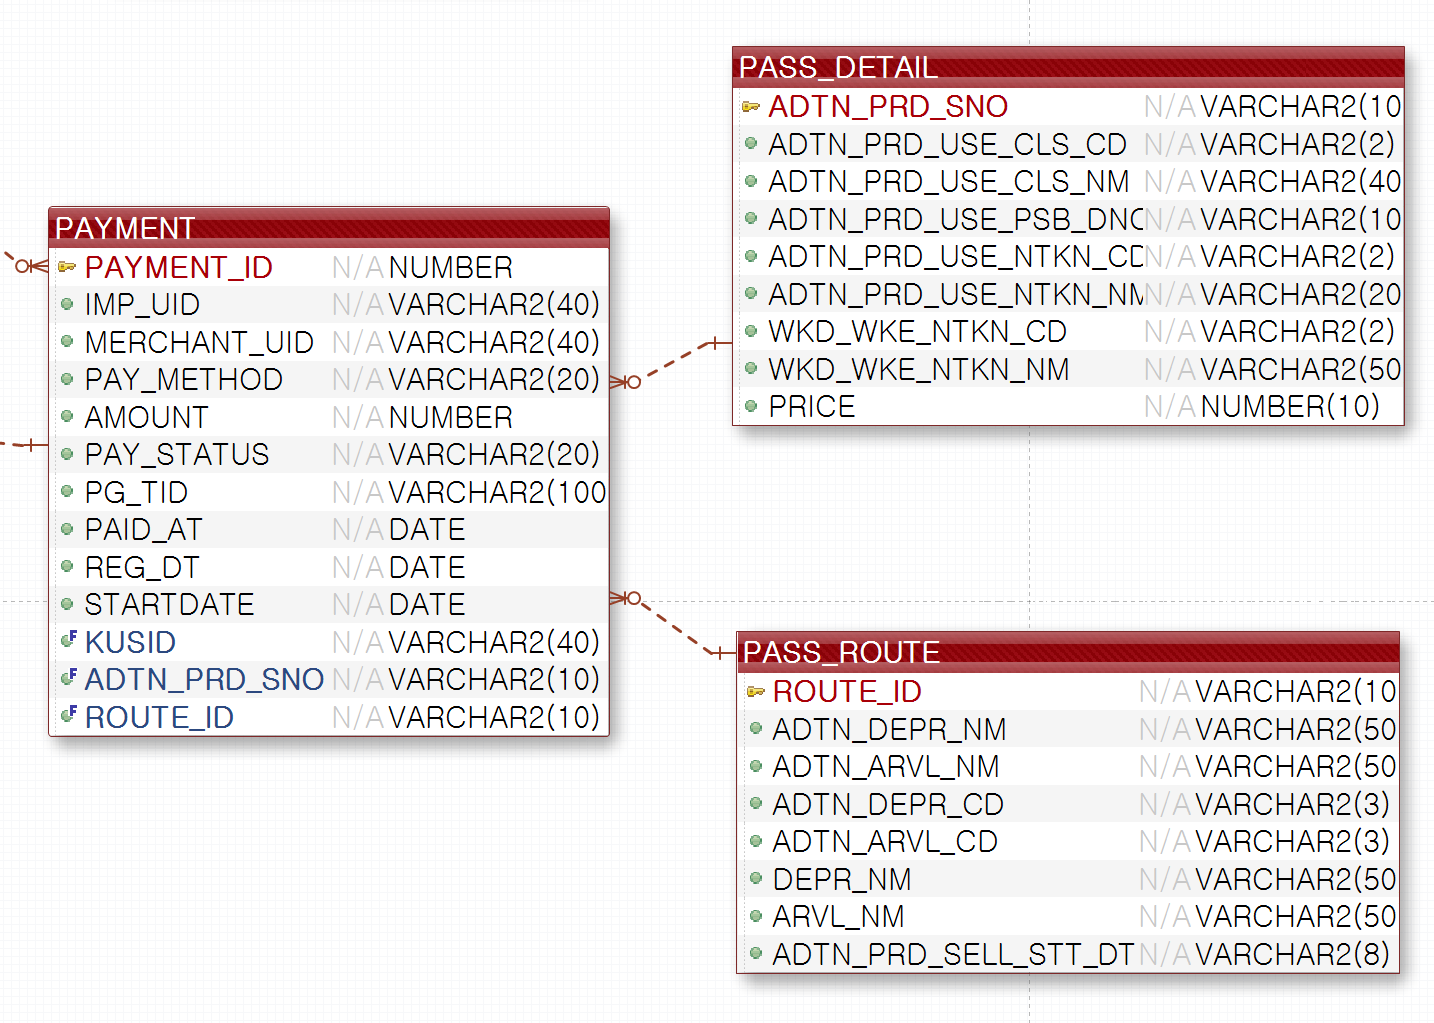 PAYMENT
PAYMENT_ID N/A NUMBER
IMP_UID N/A VARCHAR2(40)
MERCHANT_UID N/A VARCHAR2(40)
PAY_METHOD N/A VARCHAR2(20)
AMOUNT N/A NUMBER
PAY_STATUS N/A VARCHAR2(20)
PG_TID N/A VARCHAR2(100
PAID_AT N/A DATE
REG_DT N/A DATE
STARTDATE N/A DATE
KUSID N/A VARCHAR2(40)
ADTN_PRD_SNO N/A VARCHAR2(10)
ROUTE_ID N/A VARCHAR2(10)
PASS_DETAIL
ADTN_PRD_SNO N/A VARCHAR2(10
ADTN_PRD_USE_CLS_CD N/A VARCHAR2(2)
ADTN_PRD_USE_CLS_NM N/A VARCHAR2(40
ADTN_PRD_USE_PSB_DNO N/A VARCHAR2(10
ADTN_PRD_USE_NTKN_CD N/A VARCHAR2(2)
ADTN_PRD_USE_NTKN_NM N/A VARCHAR2(20
WKD_WKE_NTKN_CD N/A VARCHAR2(2)
WKD_WKE_NTKN_NM N/A VARCHAR2(50
PRICE N/A NUMBER(10)
PASS_ROUTE
ROUTE_ID N/A VARCHAR2(10
ADTN_DEPR_NM N/A VARCHAR2(50
ADTN_ARVL_NM N/A VARCHAR2(50
ADTN_DEPR_CD N/A VARCHAR2(3)
ADTN_ARVL_CD N/A VARCHAR2(3)
DEPR_NM N/A VARCHAR2(50
ARVL_NM N/A VARCHAR2(50
ADTN_PRD_SELL_STT_DT N/A VARCHAR2(8)